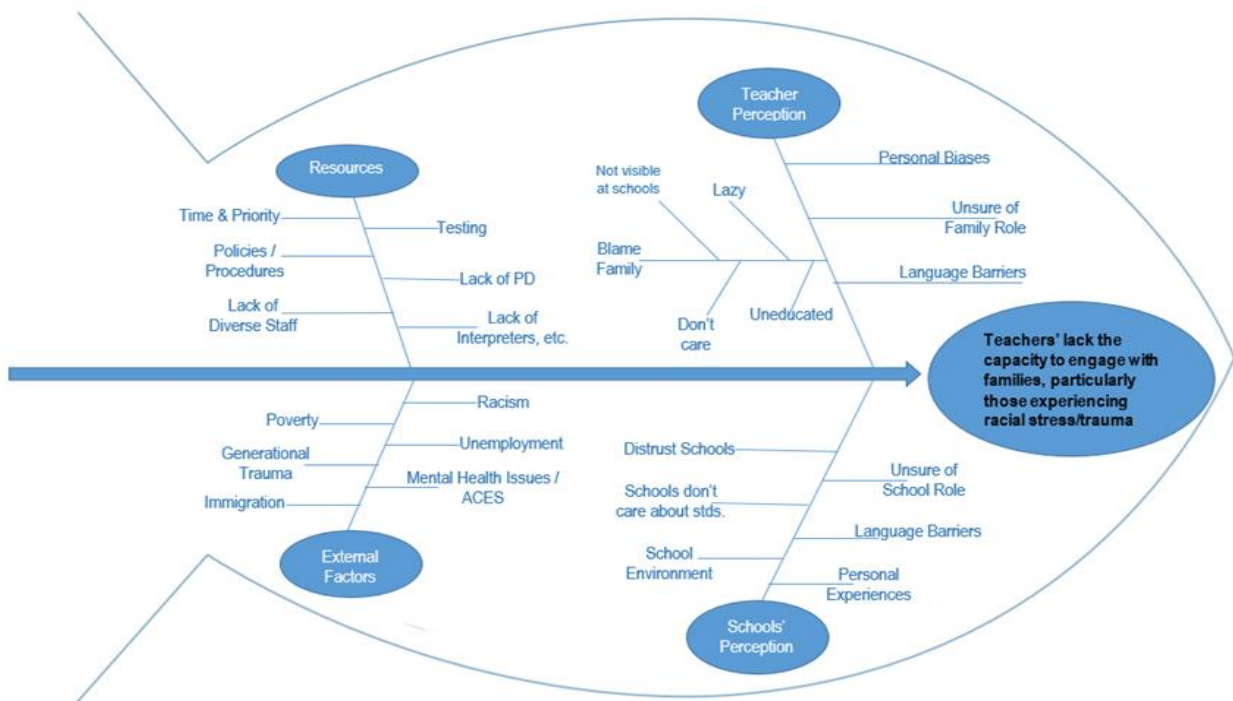 Teacher
Perception
Resources
Personal Biases
Not visible
at schools
Lazy
Time & Priority
Testing
Unsure of
Family Role
Policies /
Procedures
Blame
Family
Lack of PD
Language Barriers
Lack of
Diverse Staff
Lack of
Interpreters, etc.
Don't
care
Uneducated
Teachers' lack the
capacity to engage with
families, particularly
those experiencing
racial stress/trauma
Racism
Poverty
Unemployment
Generational
Trauma
Mental Health Issues /
ACES
Immigration
External
Factors
Distrust Schools
Unsure of
School Role
Schools don't
care about stds.
Language Barriers
School
Environment
Personal
Experiences
Schools'
Perception